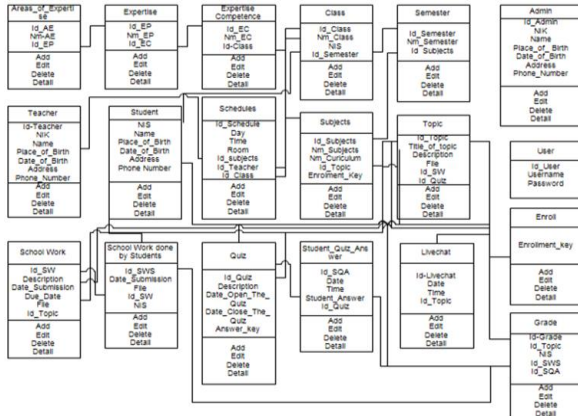 Areas_of_Experti
se
Id_AE
Nm-AE
Id_EP
Add
Edit
Delete
Detail
Expertise
Id_EP
Nm_EP
Id_EC
Add
Edit
Delete
Detail
Expertise
Competence
Id_EC
Nm_EC
Id-Class
Add
Edit
Delete
Detail
Class
Id_Class
Nm_Class
NIS
Id_Semester
Add
Edit
Delete
Detail
Semester
Id_Semester
Nm_Semester
Id_Subjects
Add
Edit
Delete
Detail
Admin
Id_Admin
NIK
Name
Place_of_Birth
Date_of_Birth
Address
Phone_Number
Add
Edit
Delete
Detail
Teacher
Id-Teacher
NIK
Name
Place_of_Birth
Date_of_Birth
Address
Phone_Number
Add
Edit
Delete
Detail
Student
NIS
Name
Place_of_Birth
Date_of_Birth
Address
Phone Number
Add
Edit
Delete
Detail
Schedules
Id_Schedule
Day
Time
Room
Id_subjects
Id_Teacher
Id_Class
Add
Edit
Delete
Detail
Subjects
Id_Subjects
Nm_Subjects
Nm_Curiculum
Id_Topic
Enrolment_Key
Add
Edit
Delete
Detail
Topic
Id_Topic
Title_of_topic
Description
File
Id_SW
Id_Quiz
Add
Edit
Delete
Detail
User
Id_User
Username
Password
Enroll
Enrollment_key
Add
Edit
Delete
Detail
School Work
Id_SW
Description
Date_Submission
Due_Date
File
Id_Topic
Add
Edit
Delete
Detail
School Work done
by Students
Id_SWS
Date_Submission
File
Id_SW
NIS
Add
Edit
Delete
Detail
Quiz
Id_Quiz
Description
Date_Open_The_
Quiz
Date_Close_The_
Quiz
Answer_key
Add
Edit
Delete
Detail
Student_Quiz_An
swer
Id_SQA
Date
Time
Student_Answer
Id_Quiz
Add
Edit
Delete
Detail
Livechat
Id-Livechat
Date
Time
Id_Topic
Add
Edit
Delete
Detail
Grade
Id-Grade
Id_Topic
NIS
Id_SWS
Id_SQA
Add
Edit
Delete
Detail